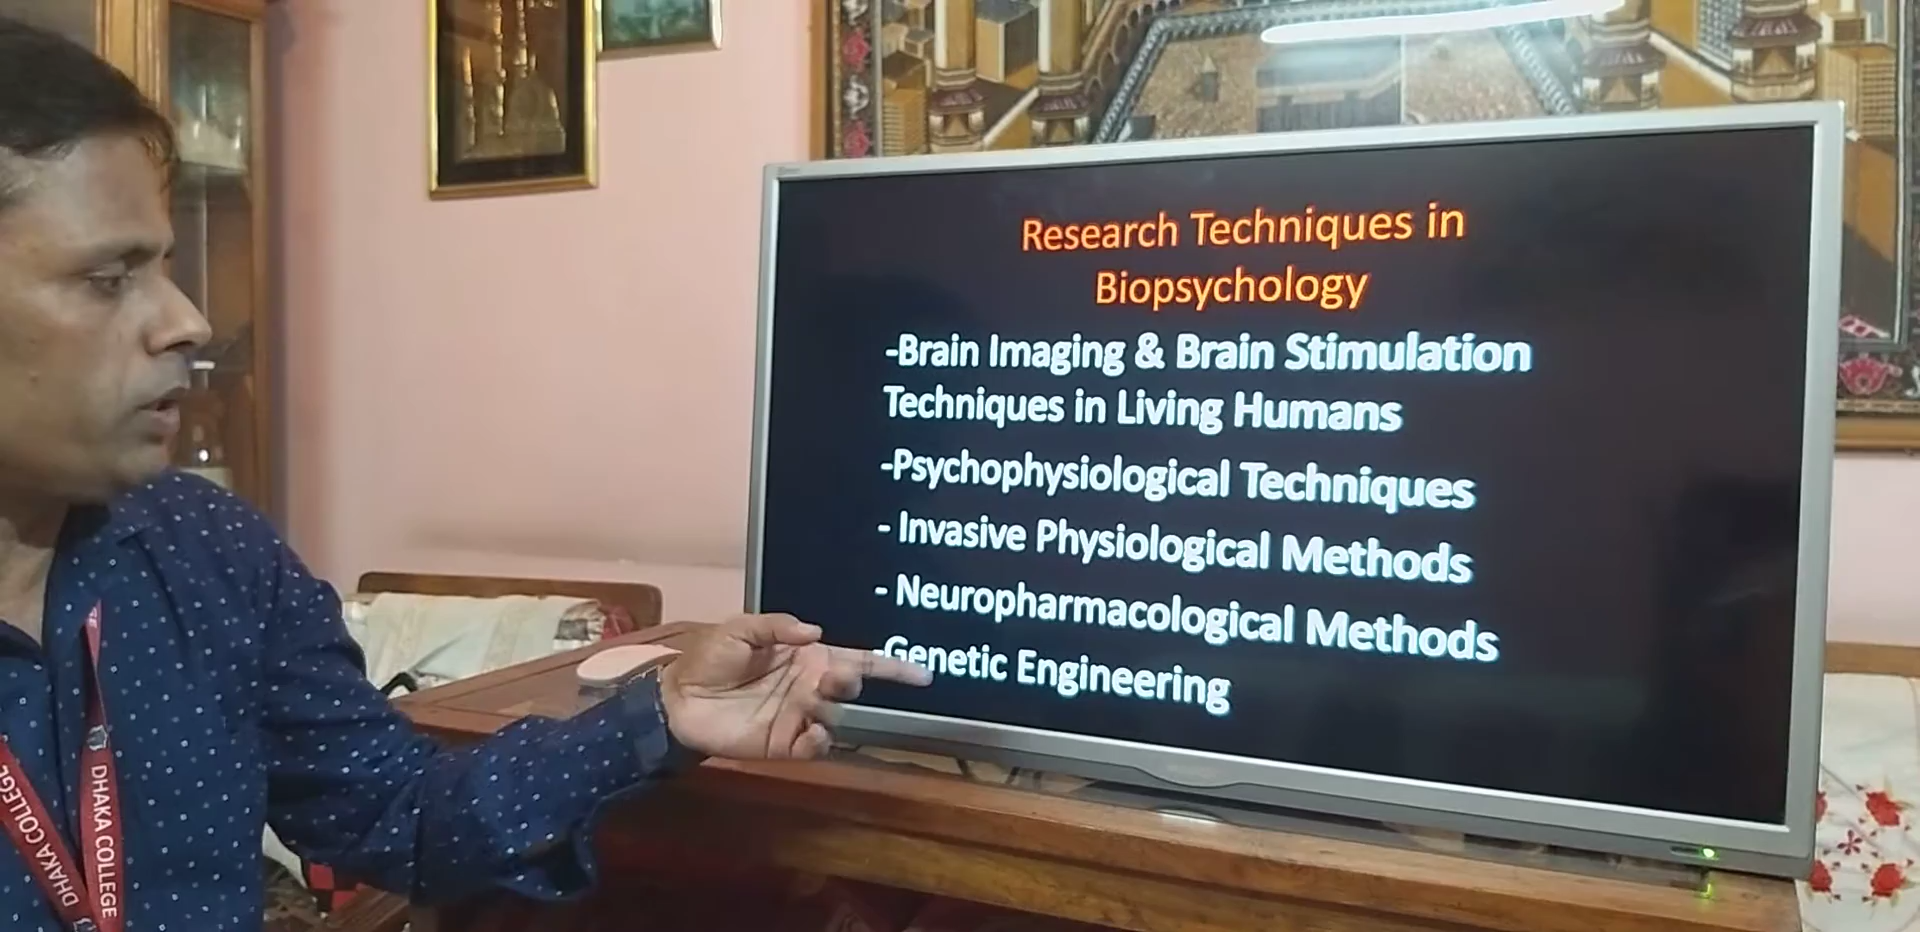 Research Techniques in
Biopsychology
-Brain Imaging & Brain Stimulation
Techniques in Living Humans
-Psychophysiological Techniques
- Invasive Physiological Methods
- Neuropharmacological Methods
-Genetic Engineering
DHAKA COLLEGE
DHAKA COLLEGE